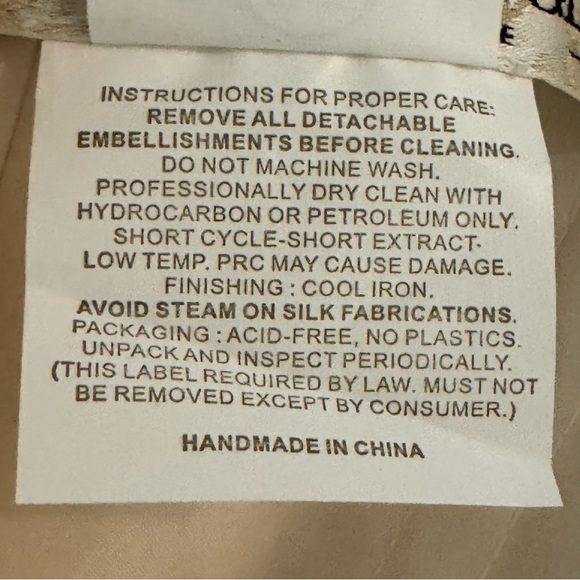 E
INSTRUCTIONS FOR PROPER CARE:
REMOVE ALL DETACHABLE
EMBELLISHMENTS BEFORE CLEANING.
DO NOT MACHINE WASH.
PROFESSIONALLY DRY CLEAN WITH
HYDROCARBON OR PETROLEUM ONLY.
SHORT CYCLE-SHORT EXTRACT-
LOW TEMP. PRC MAY CAUSE DAMAGE.
FINISHING : COOL IRON.
AVOID STEAM ON SILK FABRICATIONS.
PACKAGING : ACID-FREE, NO PLASTICS.
UNPACK AND INSPECT PERIODICALLY.
(THIS LABEL REQUIRED BY LAW. MUST NOT
BE REMOVED EXCEPT BY CONSUMER.)
HANDMADE IN CHINA